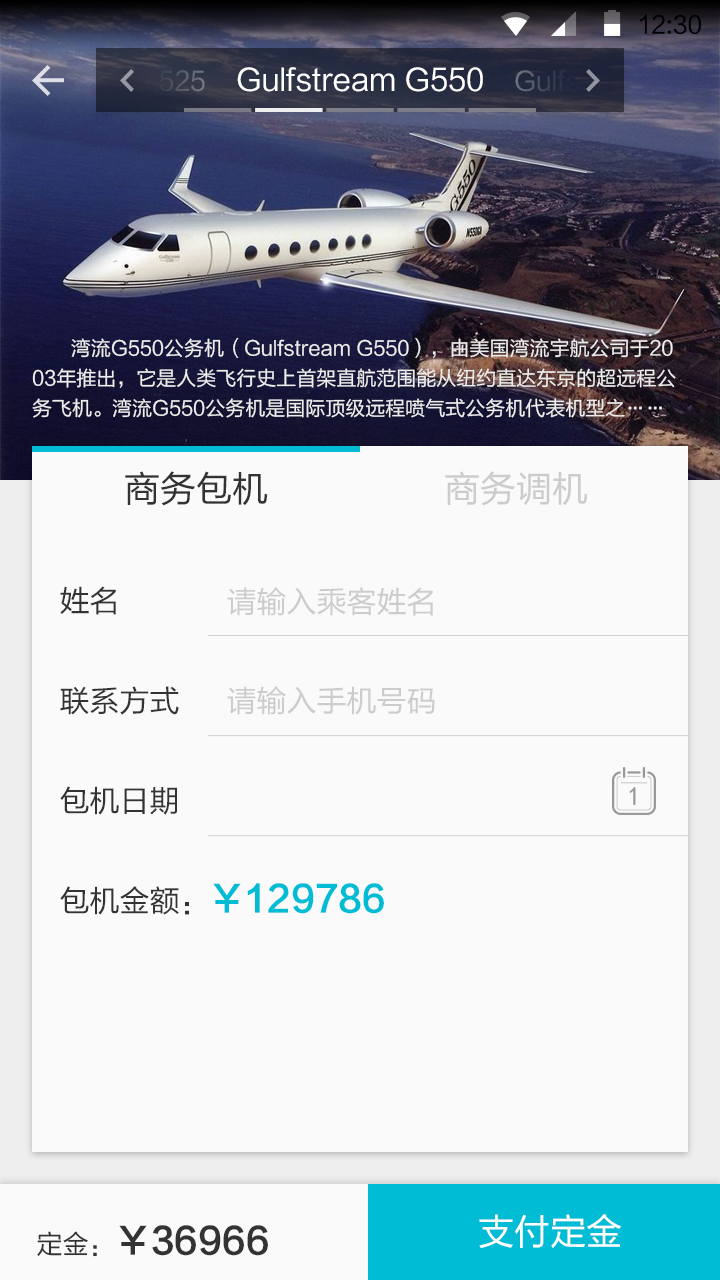 12:30
525 Gulfstream G550 Gulf
G550
N550GA
Gulfstream
湾流G550公务机（Gulfstream G550），由美国湾流宇航公司于20
03年推出，它是人类飞行史上首架直航范围能从纽约直达东京的超远程公
务飞机。湾流G550公务机是国际顶级远程喷气式公务机代表机型之……
商务包机 商务调机
姓名 请输入乘客姓名
联系方式 请输入手机号码
包机日期 1
包机金额：￥129786
定金：￥36966 支付定金